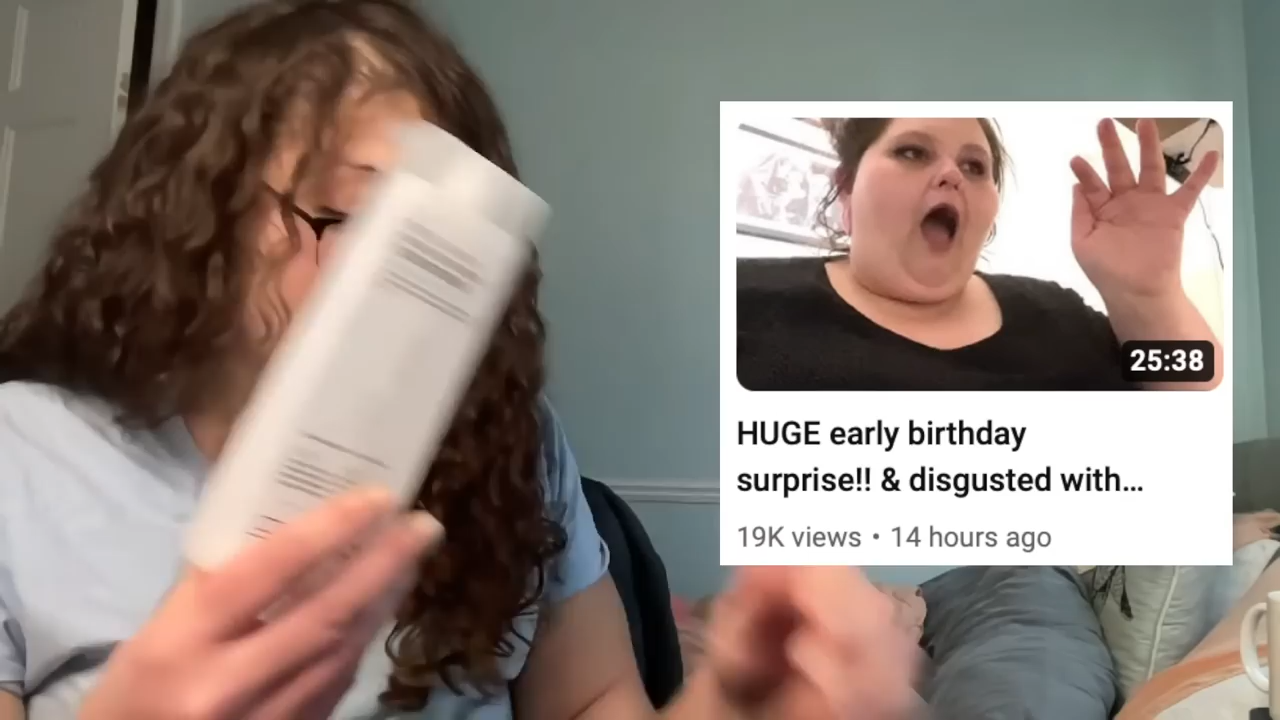 25:38
HUGE early birthday
surprise!! & disgusted with...
19K views • 14 hours ago